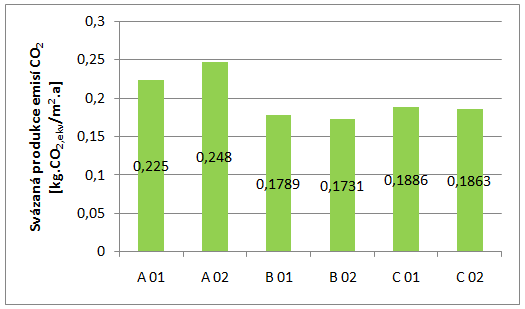 Svázaná produkce emisí CO2
[kg.CO2,ekv/m2.a]
0,3
0,25
0,2
0,15
0,1
0,05
0
0,225
0,248
0,1789
0,1731
0,1886
0,1863
A 01
A 02
B 01
B 02
C 01
C 02